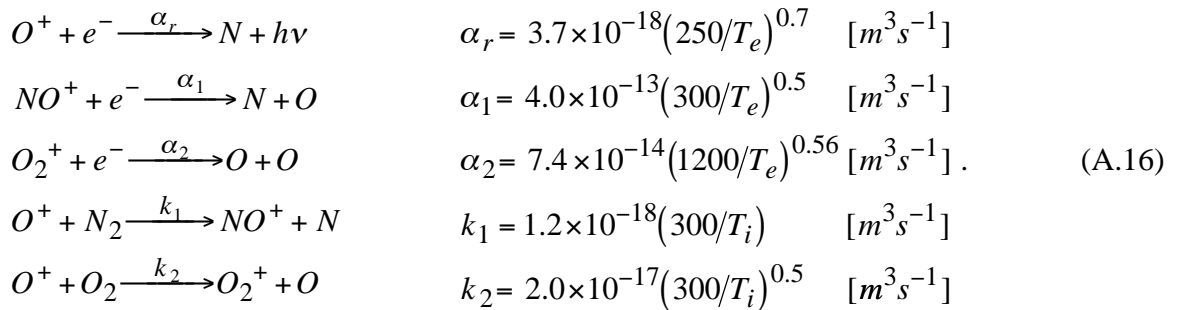 O⁺ + e⁻ —αᵣ→ N + hν αᵣ = 3.7×10⁻¹⁸(250/Tₑ)^0.7 [m³s⁻¹]
NO⁺ + e⁻ —α₁→ N + O α₁ = 4.0×10⁻¹³(300/Tₑ)^0.5 [m³s⁻¹]
O₂⁺ + e⁻ —α₂→ O + O α₂ = 7.4×10⁻¹⁴(1200/Tₑ)^0.56 [m³s⁻¹] . (A.16)
O⁺ + N₂ —k₁→ NO⁺ + N k₁ = 1.2×10⁻¹⁸(300/Tᵢ) [m³s⁻¹]
O⁺ + O₂ —k₂→ O₂⁺ + O k₂ = 2.0×10⁻¹⁷(300/Tᵢ)^0.5 [m³s⁻¹]